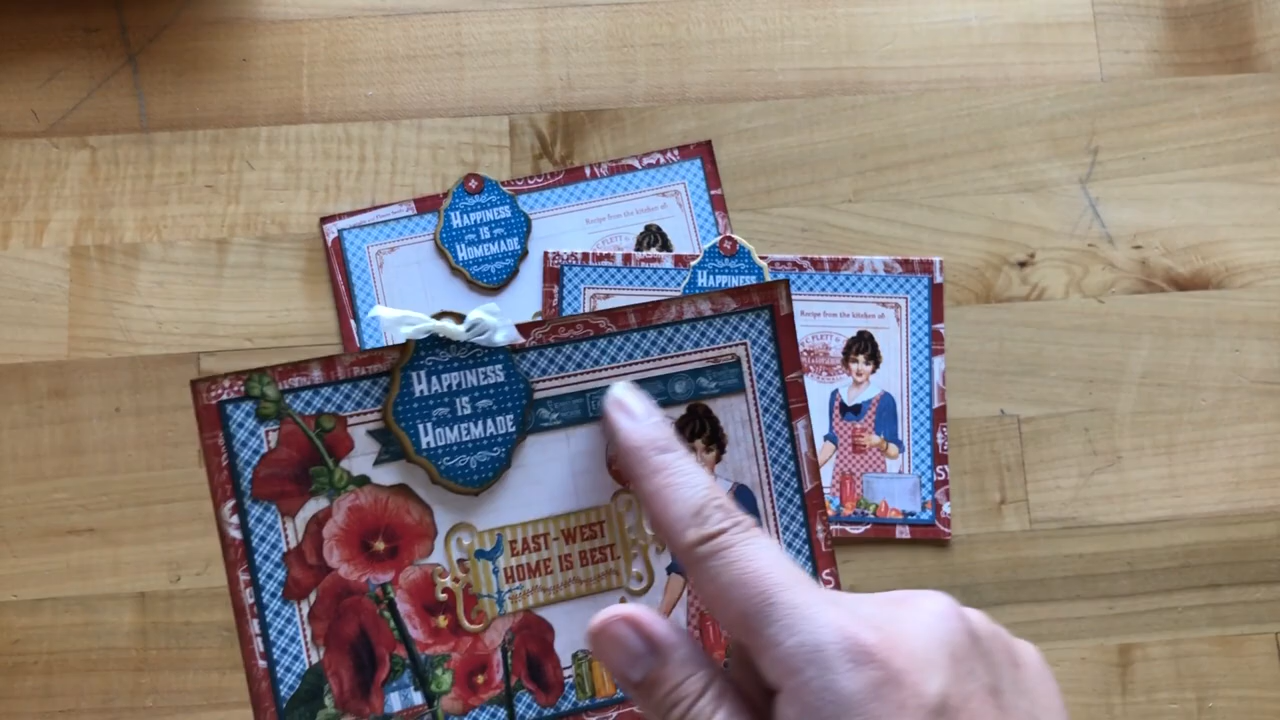 HAPPINESS
IS
HOMEMADE
Recipe from the kitchen of:
HAPPINESS
Recipe from the kitchen of:
C PLETT &
HAPPINESS
IS
HOMEMADE
EAST-WEST
HOME IS BEST.